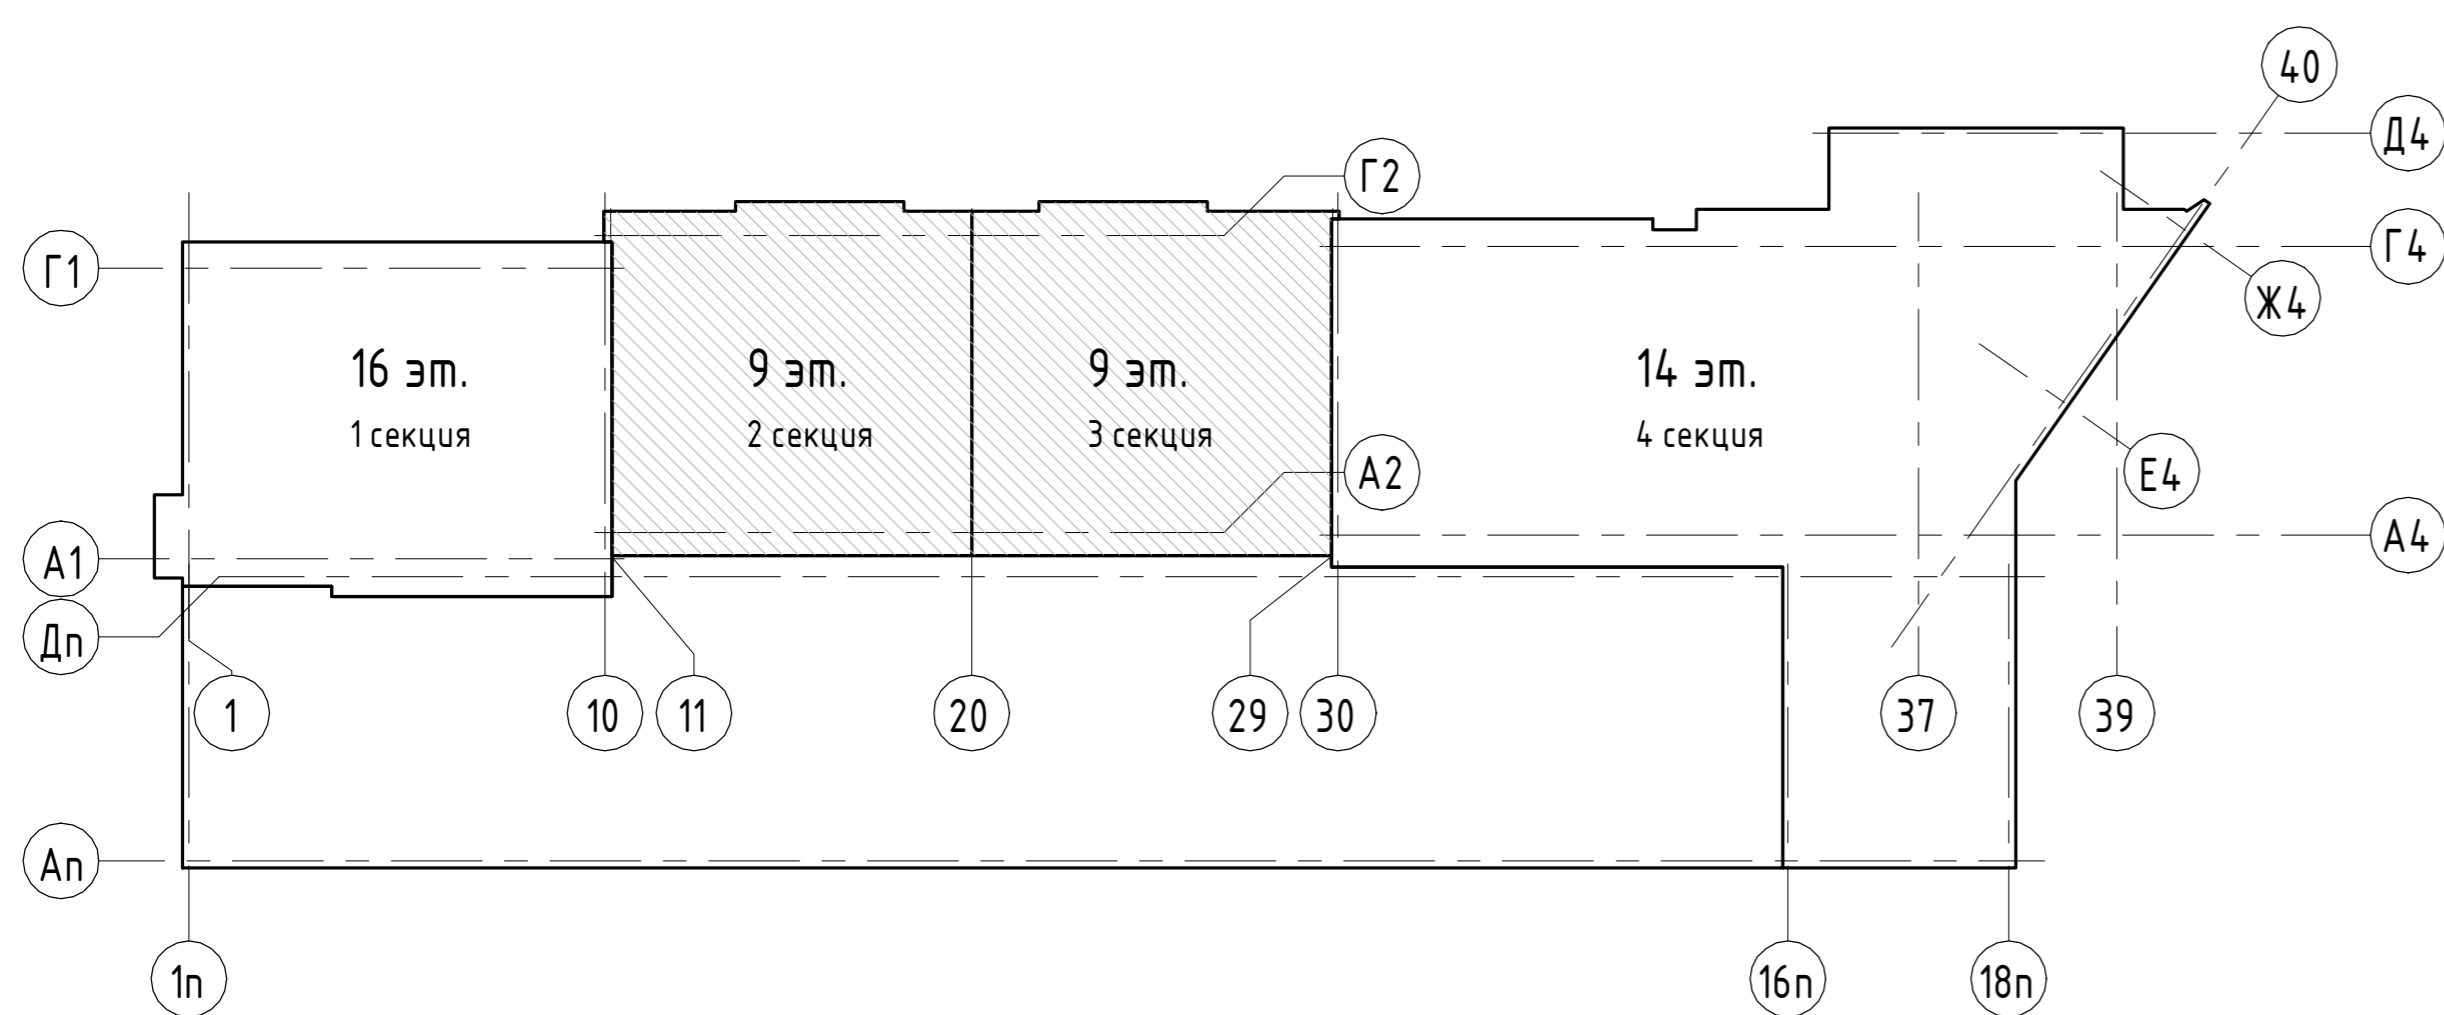 40
Д4
Г2
Г4
Г1
Ж4
16 эт.
1 секция
9 эт.
2 секция
9 эт.
3 секция
14 эт.
4 секция
А2
Е4
А1
А4
Дп
1
10
11
20
29
30
37
39
Ап
1п
16п
18п